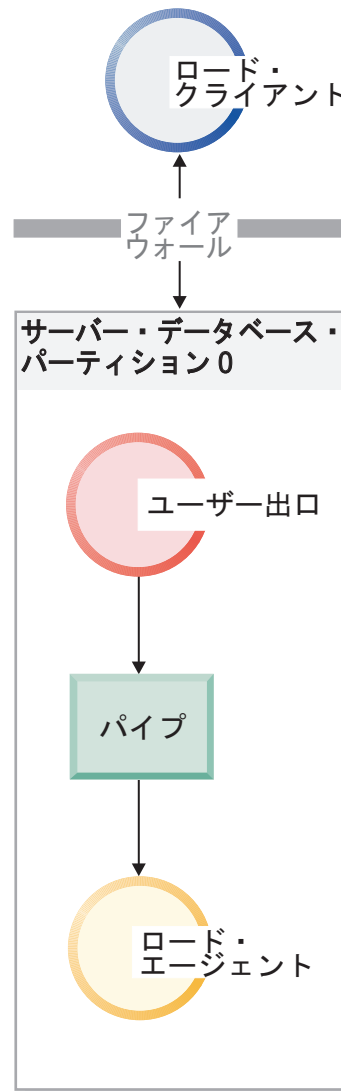 ロード・
クライアント
ファイア
ウォール
サーバー・データベース・
パーティション 0
ユーザー出口
パイプ
ロード・
エージェント